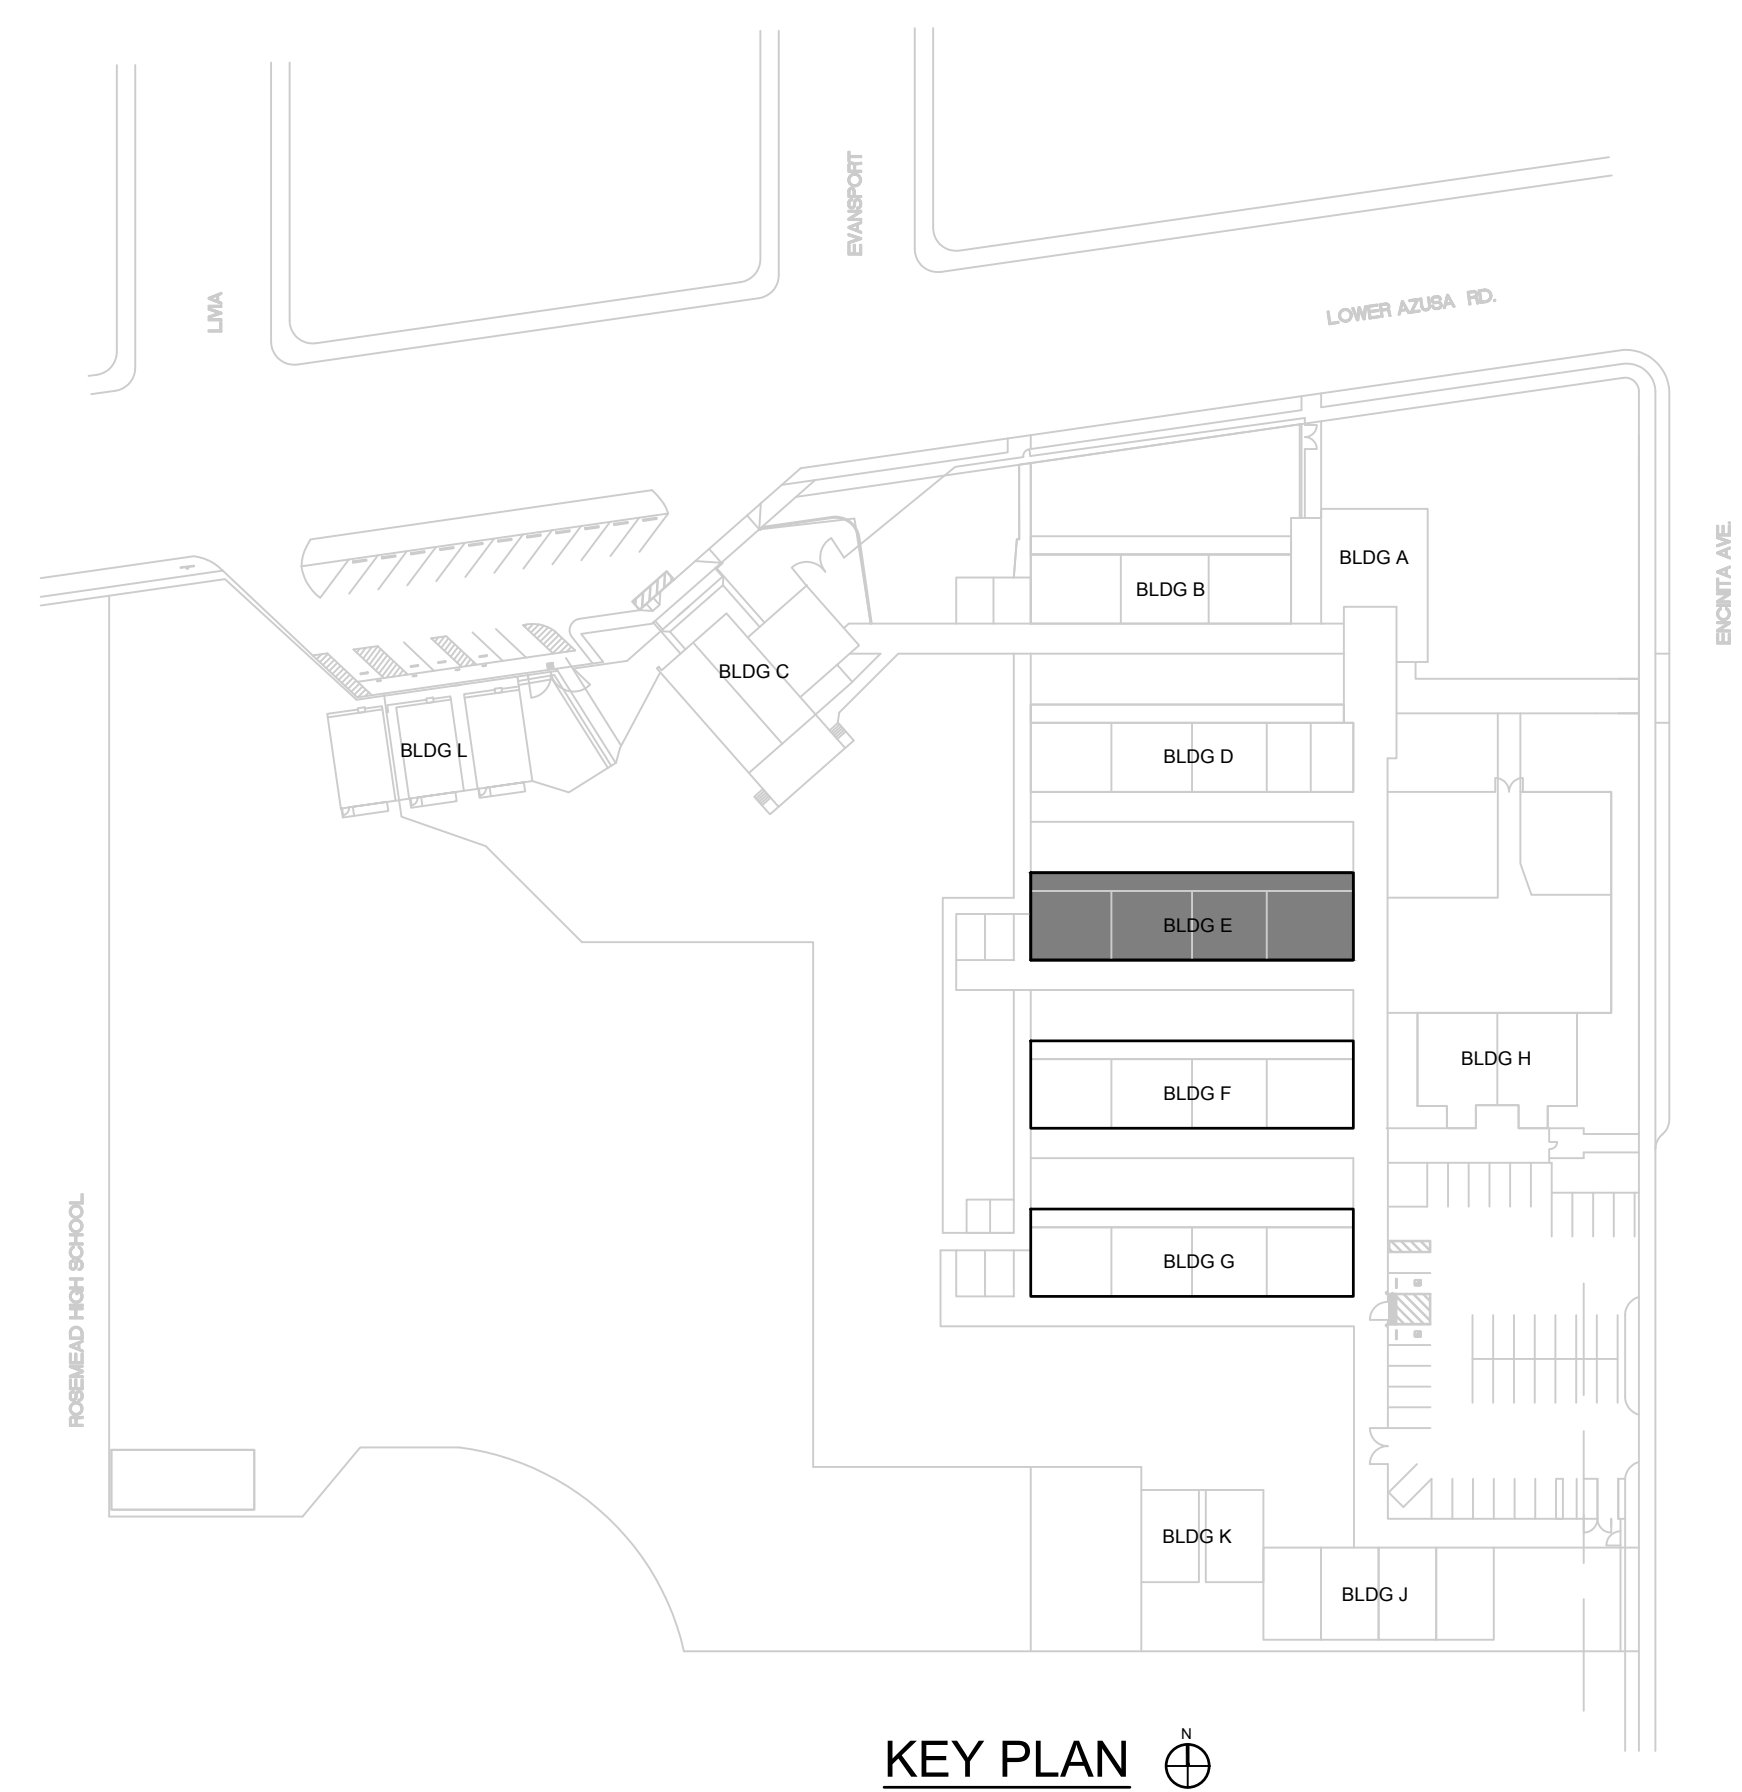 EVANSPORT
LIVIA
LOWER AZUSA RD.
ENCINITA AVE.
BLDG A
BLDG B
BLDG C
BLDG L
BLDG D
BLDG E
BLDG F
BLDG H
BLDG G
ROSEMEAD HIGH SCHOOL
BLDG K
BLDG J
KEY PLAN
N